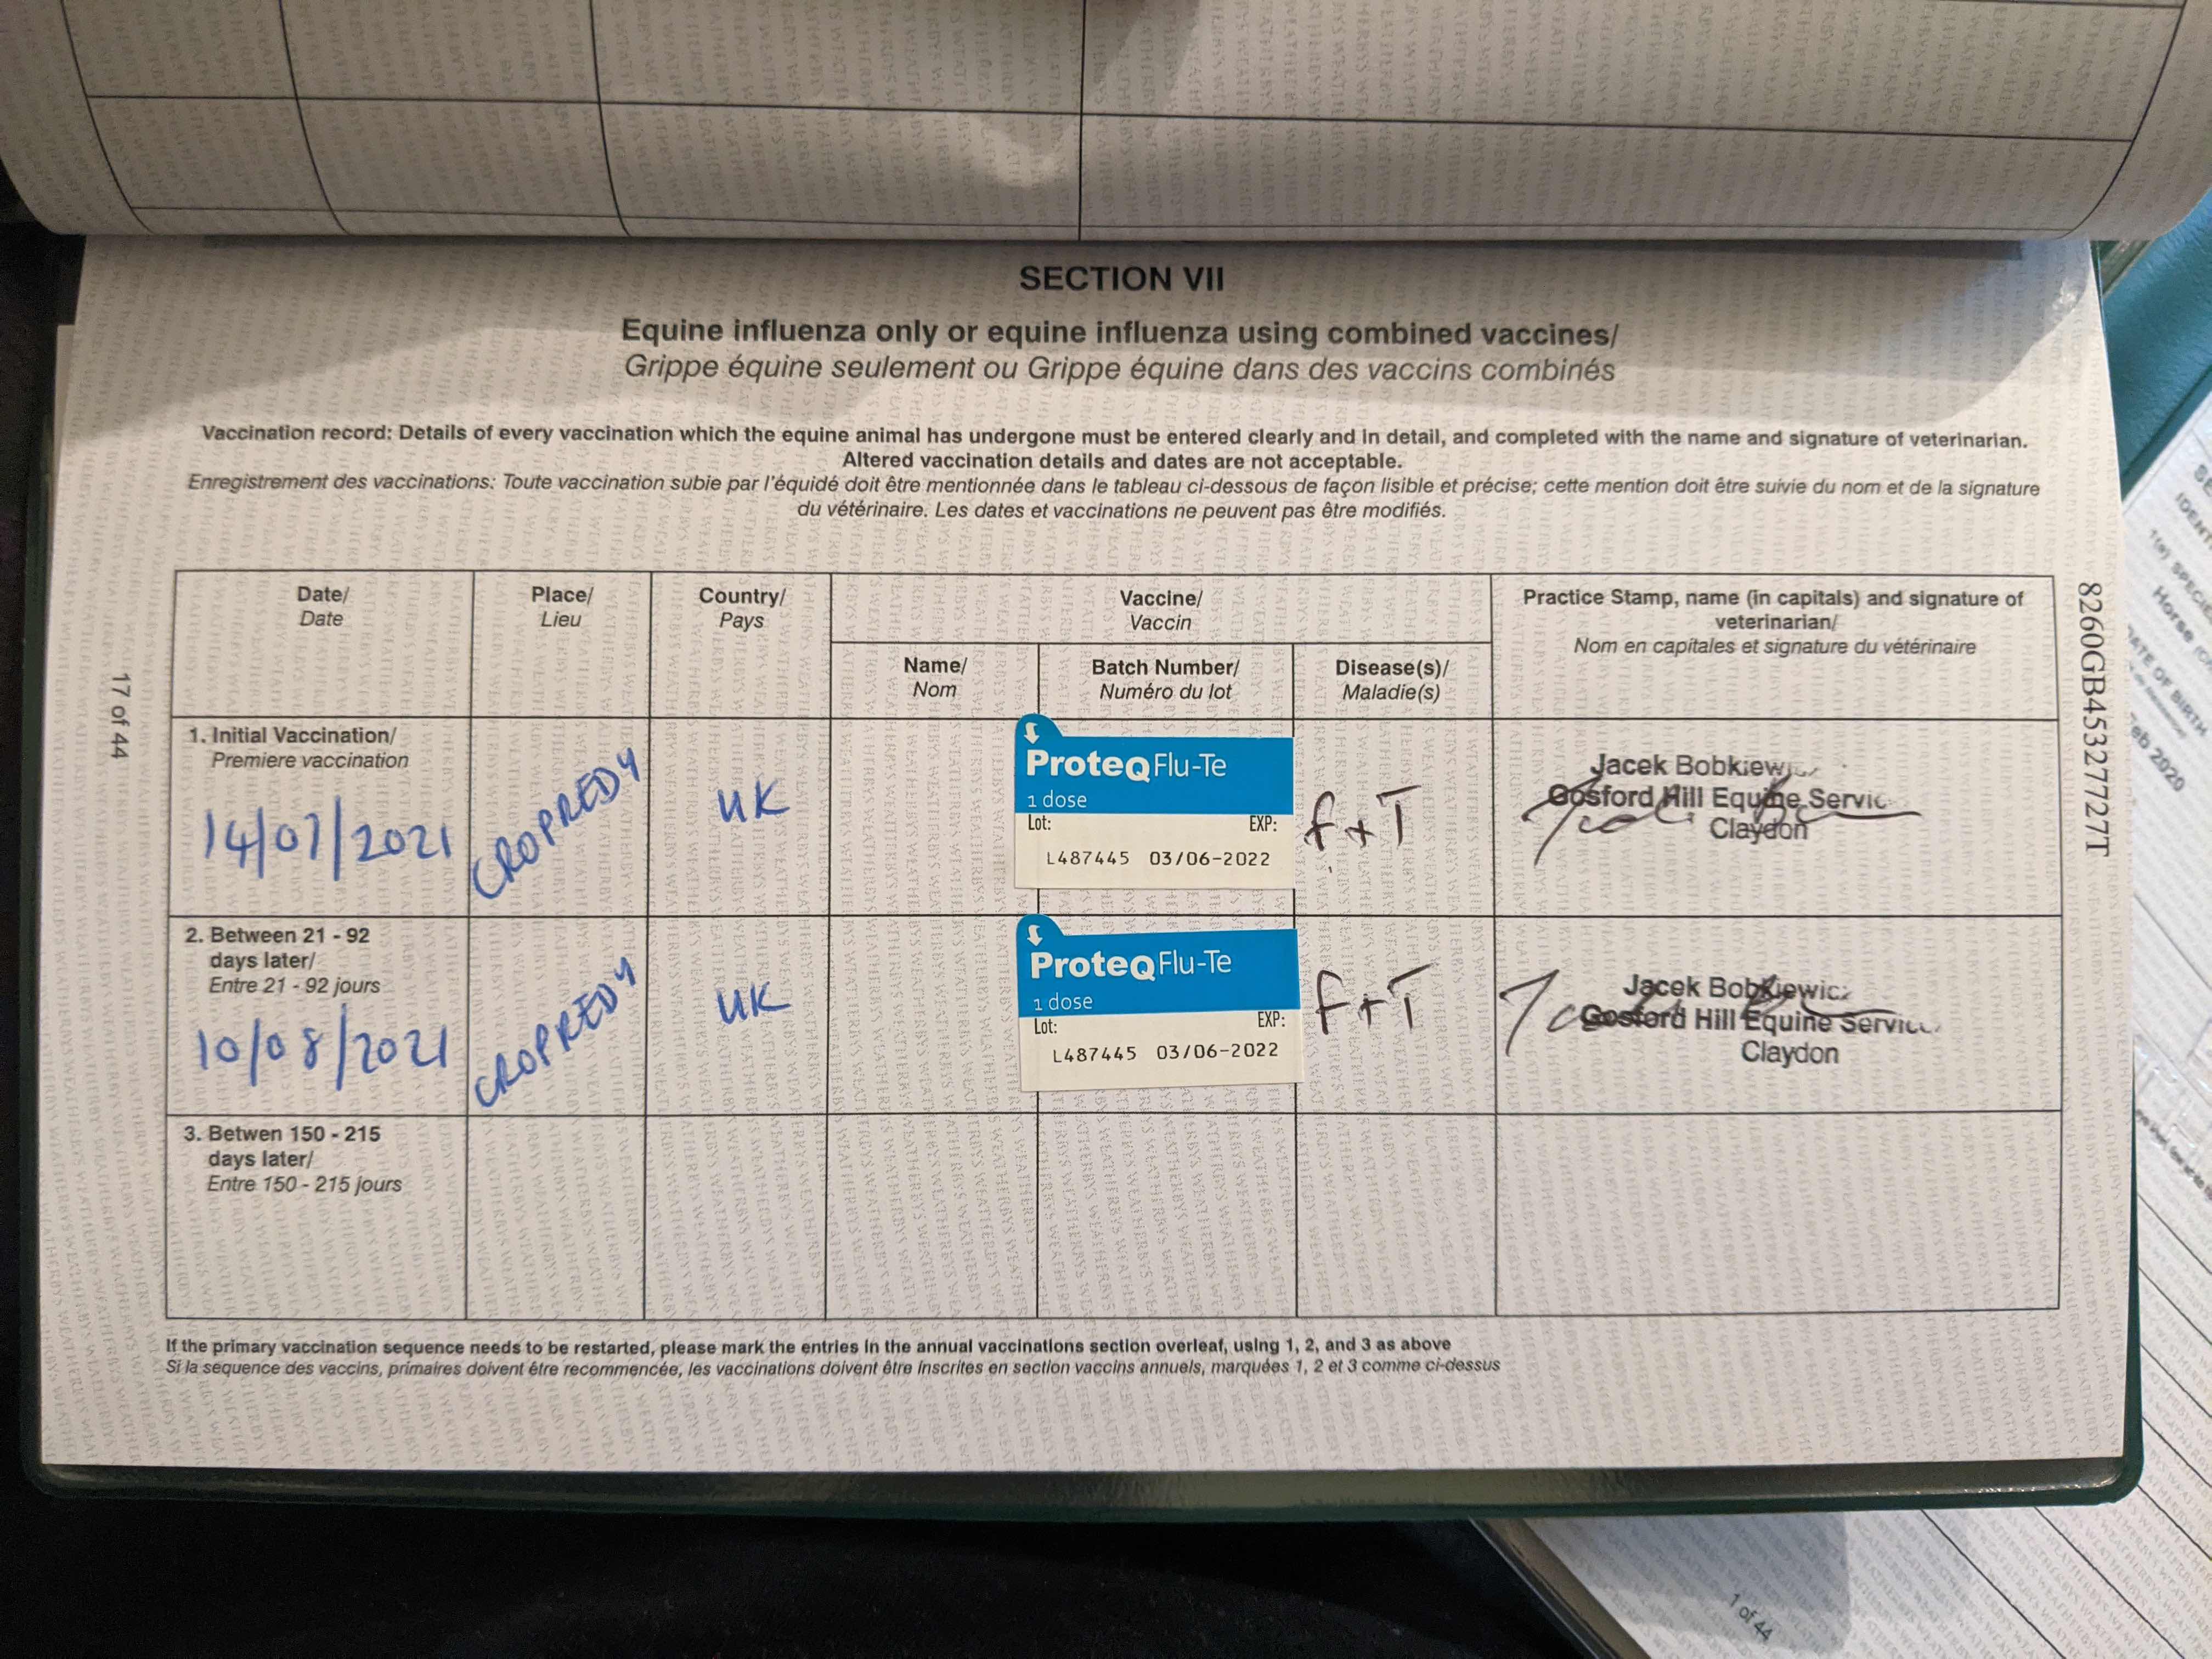 SECTION VII
Equine influenza only or equine influenza using combined vaccines/
Grippe équine seulement ou Grippe équine dans des vaccins combinés
Vaccination record: Details of every vaccination which the equine animal has undergone must be entered clearly and in detail, and completed with the name and signature of veterinarian.
Altered vaccination details and dates are not acceptable.
Enregistrement des vaccinations: Toute vaccination subie par l'équidé doit être mentionnée dans le tableau ci-dessous de façon lisible et précise; cette mention doit être suivie du nom et de la signature
du vétérinaire. Les dates et vaccinations ne peuvent pas être modifiés.
Date/
Date
Place/
Lieu
Country/
Pays
Vaccine/
Vaccin
Name/
Nom
Batch Number/
Numéro du lot
Disease(s)/
Maladie(s)
Practice Stamp, name (in capitals) and signature of
veterinarian/
Nom en capitales et signature du vétérinaire
1. Initial Vaccination/
Premiere vaccination
14/07/2021
CROPREDY
UK
ProteQ Flu-Te
1 dose
Lot: EXP:
L487445 03/06-2022
F+T
Jacek
Gosford Hill Equine
Claydon
2. Between 21 - 92
days later/
Entre 21 - 92 jours
10/08/2021
CROPREDY
UK
ProteQ Flu-Te
1 dose
Lot: EXP:
L487445 03/06-2022
F+T
Jacek Bobkiewicz
Gosford Hill Equine
Claydon
3. Betwen 150 - 215
days later/
Entre 150 - 215 jours
If the primary vaccination sequence needs to be restarted, please mark the entries in the annual vaccinations section overleaf, using 1, 2, and 3 as above
Si la sequence des vaccins, primaires doivent être recommencée, les vaccinations doivent être inscrites en section vaccins annuels, marquées 1, 2 et 3 comme ci-dessus
17 of 44
8260GB45327727T
1(a) SPECIES
Horse
DATE OF BIRTH
2020
1 of 44